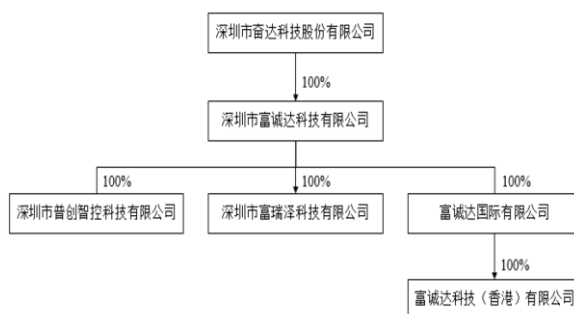 深圳市奋达科技股份有限公司
100%
深圳市富诚达科技有限公司
100%
100%
100%
深圳市普创智控科技有限公司
深圳市富瑞泽科技有限公司
富诚达国际有限公司
100%
富诚达科技（香港）有限公司